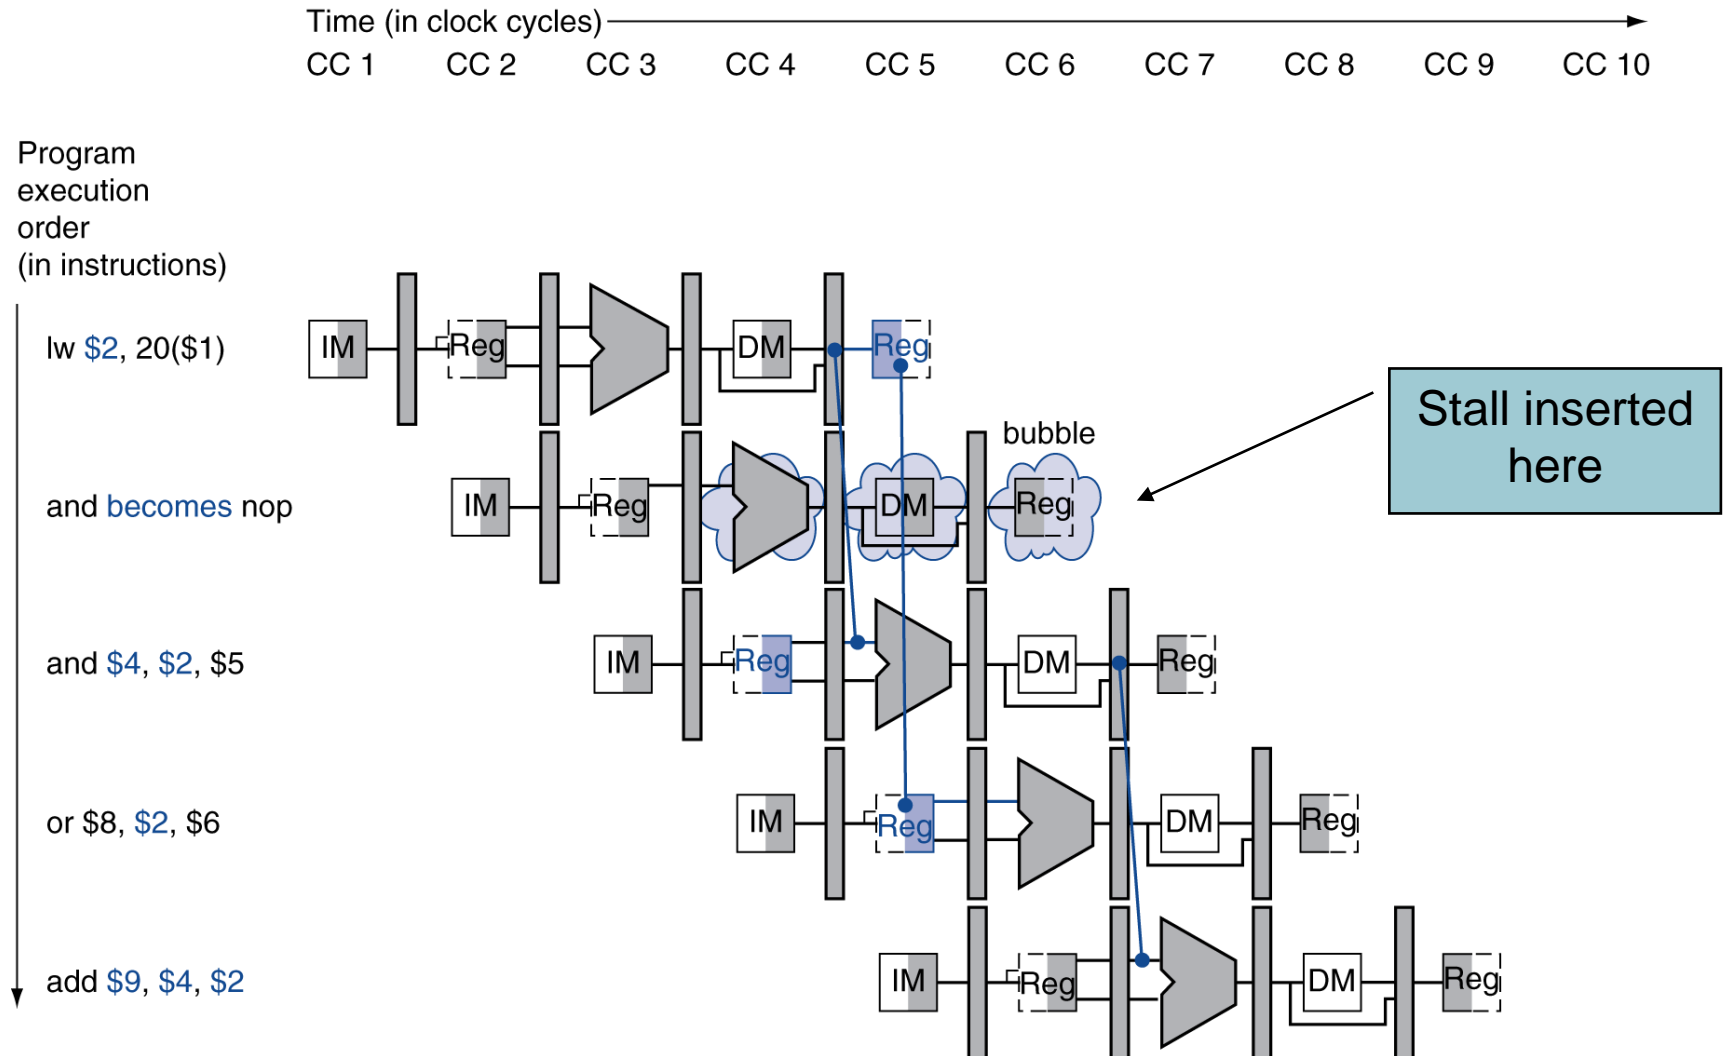 Time (in clock cycles)
CC 1 CC 2 CC 3 CC 4 CC 5 CC 6 CC 7 CC 8 CC 9 CC 10
Program
execution
order
(in instructions)
lw $2, 20($1)
IM Reg DM Reg
Stall inserted
here
bubble
and becomes nop
IM Reg DM Reg
and $4, $2, $5
IM Reg DM Reg
or $8, $2, $6
IM Reg DM Reg
add $9, $4, $2
IM Reg DM Reg